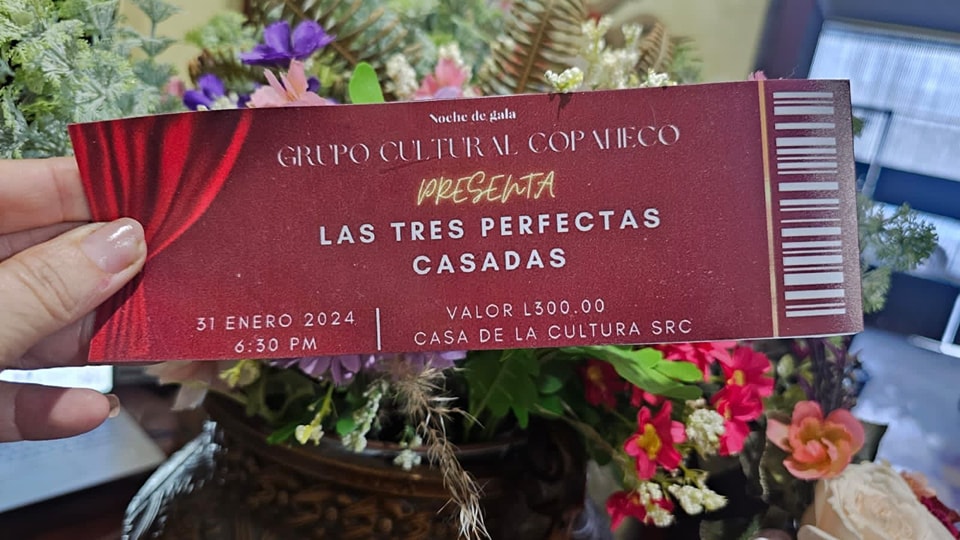 Noche de gala
GRUPO CULTURAL COPAHECO
PRESENTA
LAS TRES PERFECTAS
CASADAS
31 ENERO 2024
6:30 PM
VALOR L300.00
CASA DE LA CULTURA SRC